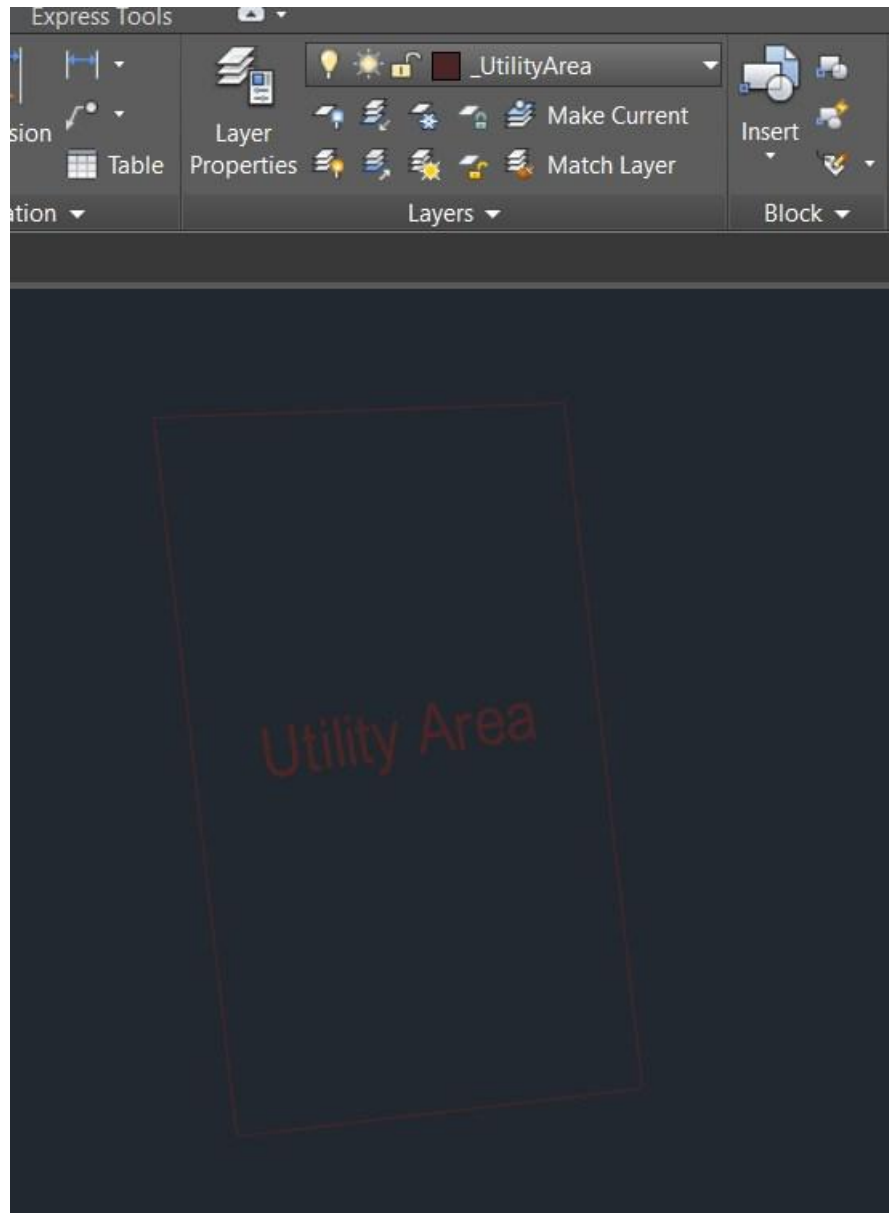 Express Tools
_UtilityArea
sion
Layer
Properties
Make Current
Insert
Table
Match Layer
ation
Layers
Block
Utility Area